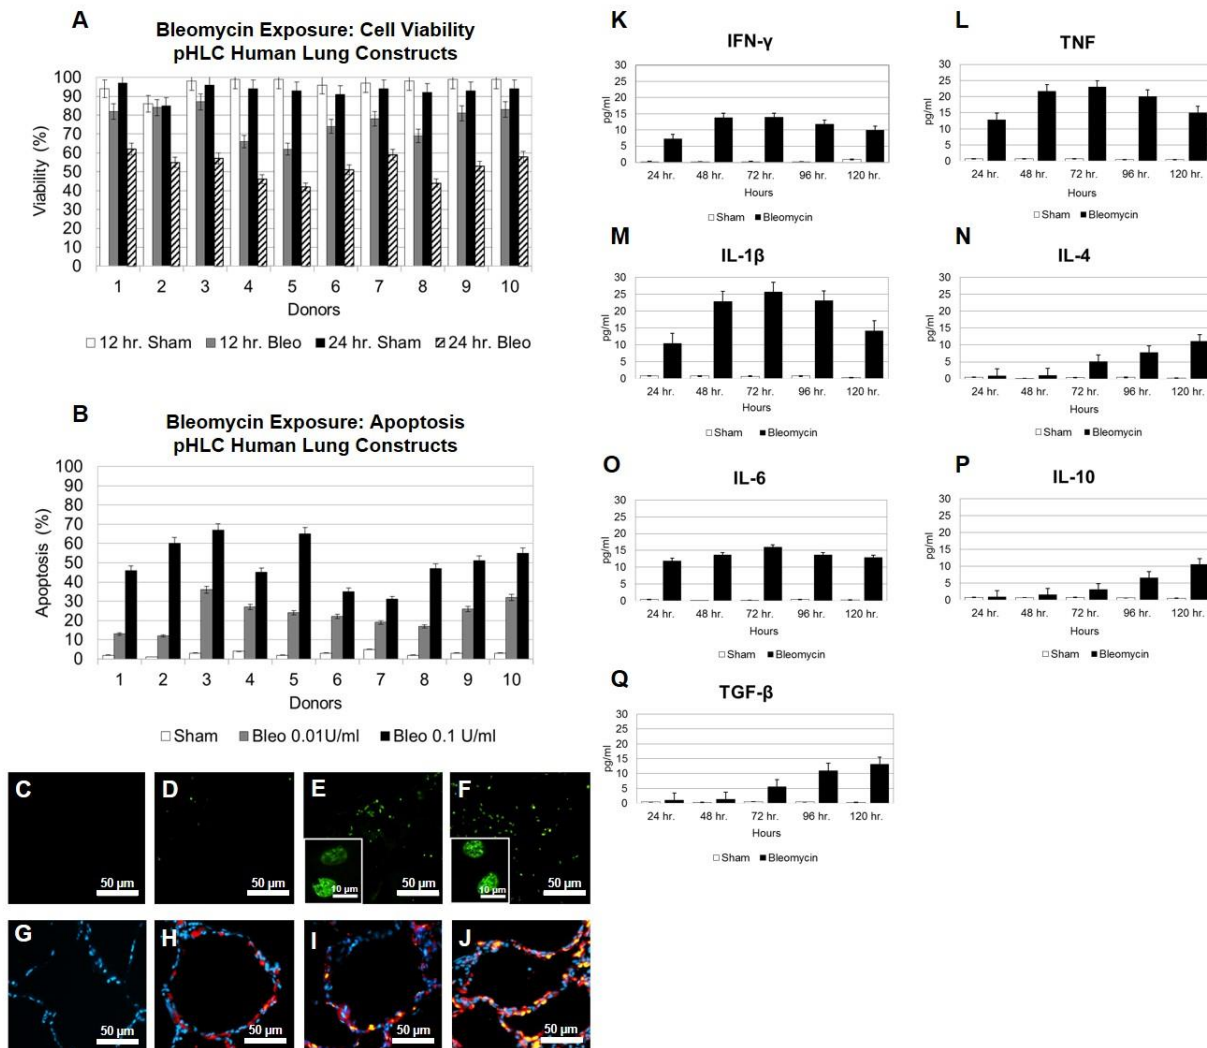 A
Bleomycin Exposure: Cell Viability
pHLC Human Lung Constructs
Viability (%)
100
90
80
70
60
50
40
30
20
10
0
1 2 3 4 5 6 7 8 9 10
Donors
12 hr. Sham 12 hr. Bleo 24 hr. Sham 24 hr. Bleo
B
Bleomycin Exposure: Apoptosis
pHLC Human Lung Constructs
Apoptosis (%)
100
90
80
70
60
50
40
30
20
10
0
1 2 3 4 5 6 7 8 9 10
Donors
Sham Bleo 0.01U/ml Bleo 0.1 U/ml
C
50 µm
D
50 µm
E
10 µm
50 µm
F
10 µm
50 µm
G
50 µm
H
50 µm
I
50 µm
J
50 µm
K
IFN-γ
pg/ml
30
25
20
15
10
5
0
24 hr. 48 hr. 72 hr. 96 hr. 120 hr.
Hours
Sham Bleomycin
L
TNF
pg/ml
30
25
20
15
10
5
0
24 hr. 48 hr. 72 hr. 96 hr. 120 hr.
Hours
Sham Bleomycin
M
IL-1β
pg/ml
30
25
20
15
10
5
0
24 hr. 48 hr. 72 hr. 96 hr. 120 hr.
Hours
Sham Bleomycin
N
IL-4
pg/ml
30
25
20
15
10
5
0
24 hr. 48 hr. 72 hr. 96 hr. 120 hr.
Hours
Sham Bleomycin
O
IL-6
pg/ml
30
25
20
15
10
5
0
24 hr. 48 hr. 72 hr. 96 hr. 120 hr.
Hours
Sham Bleomycin
P
IL-10
pg/ml
30
25
20
15
10
5
0
24 hr. 48 hr. 72 hr. 96 hr. 120 hr.
Hours
Sham Bleomycin
Q
TGF-β
pg/ml
30
25
20
15
10
5
0
24 hr. 48 hr. 72 hr. 96 hr. 120 hr.
Hours
Sham Bleomycin